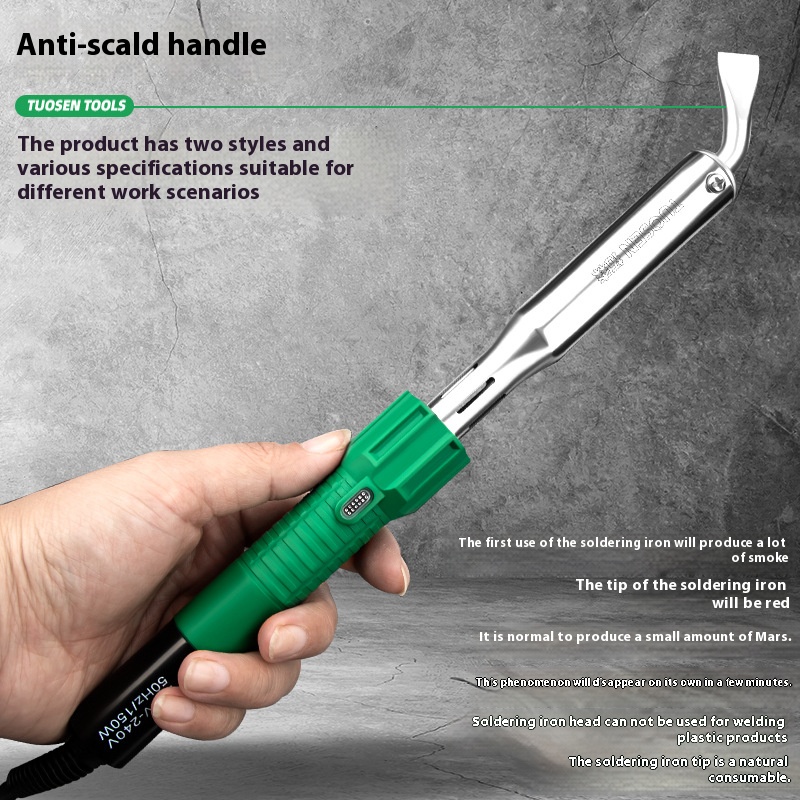 Anti-scald handle
TUOSEN TOOLS
The product has two styles and
various specifications suitable for
different work scenarios
The first use of the soldering iron will produce a lot
of smoke
The tip of the soldering iron
will be red
It is normal to produce a small amount of Mars.
This phenomenon will disappear on its own in a few minutes.
Soldering iron head can not be used for welding
plastic products
The soldering iron tip is a natural
consumable.
V-240V
50Hz/150W